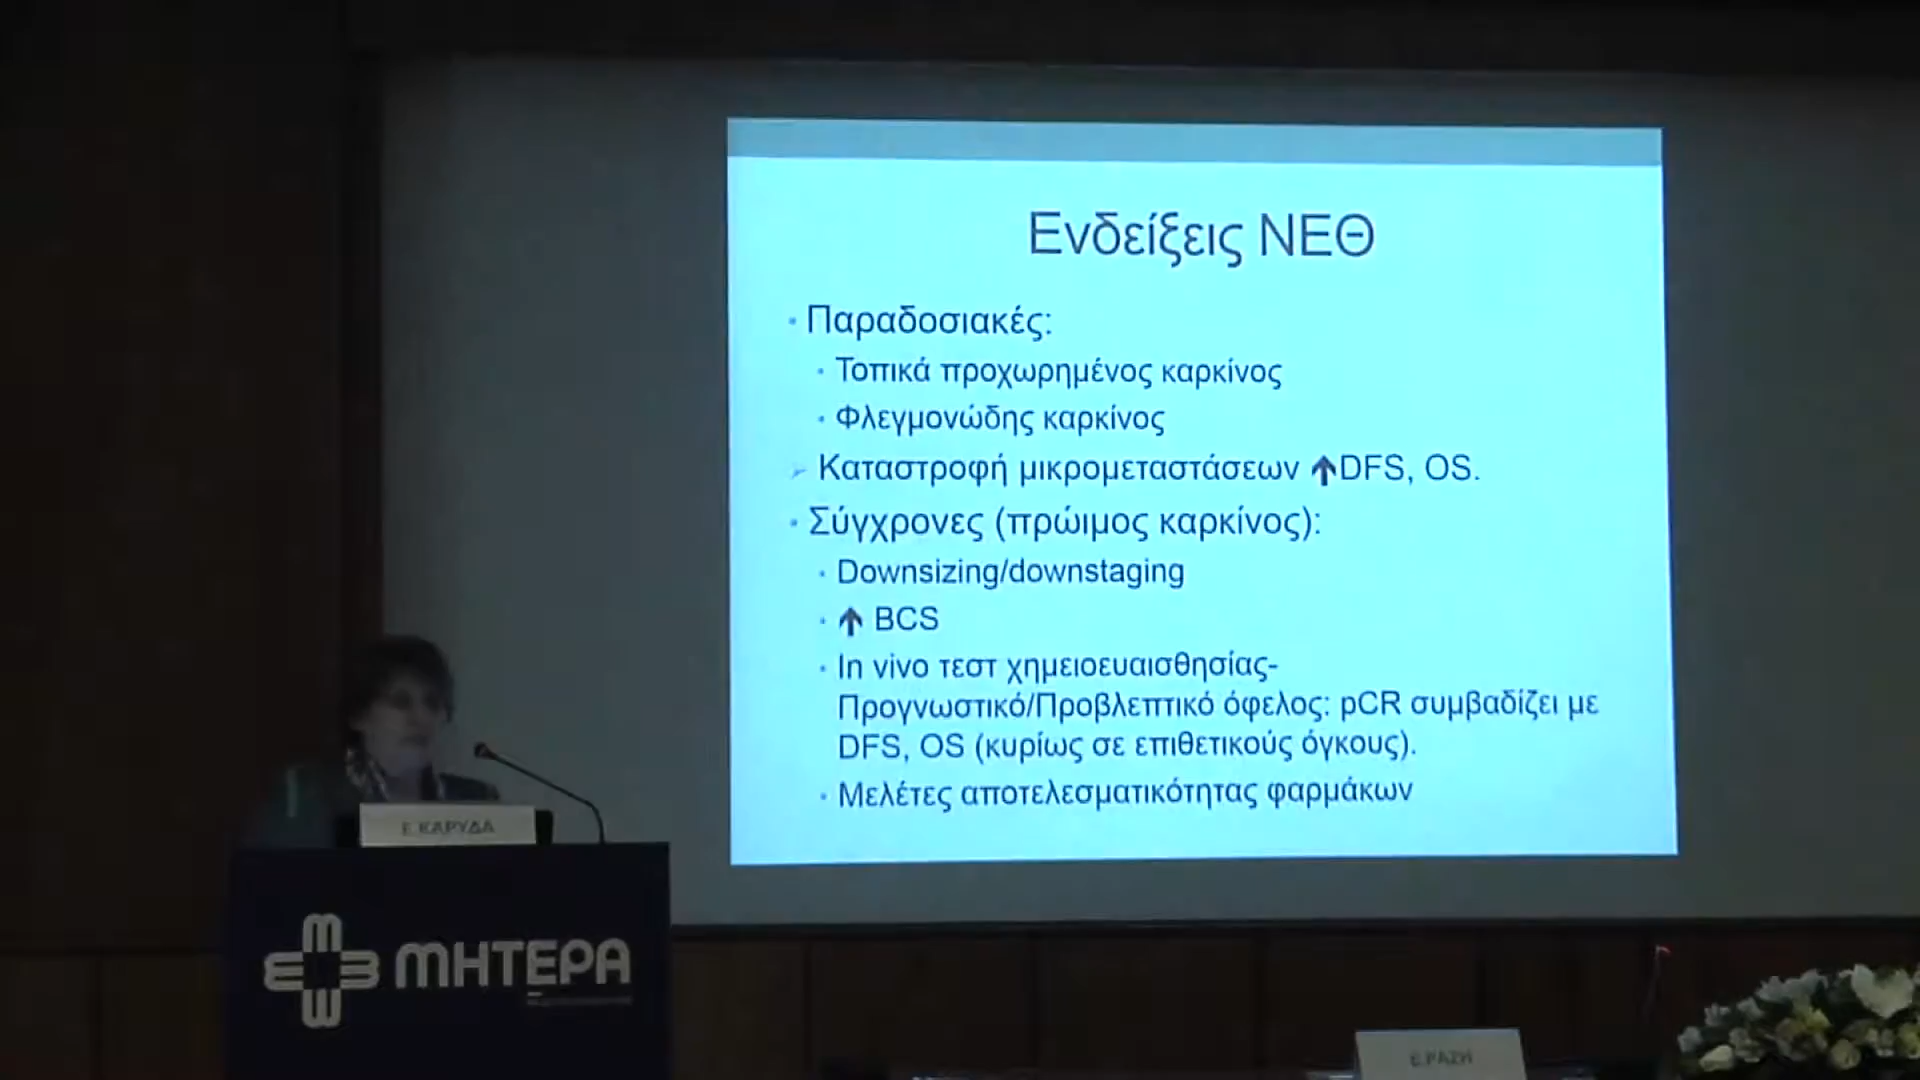 Ενδείξεις ΝΕΘ
Παραδοσιακές:
Τοπικά προχωρημένος καρκίνος
Φλεγμονώδης καρκίνος
Καταστροφή μικρομεταστάσεων ↑DFS, OS.
Σύγχρονες (πρώιμος καρκίνος):
Downsizing/downstaging
↑ BCS
In vivo τεστ χημειοευαισθησίας-
Προγνωστικό/Προβλεπτικό όφελος: pCR συμβαδίζει με
DFS, OS (κυρίως σε επιθετικούς όγκους).
Μελέτες αποτελεσματικότητας φαρμάκων
Ε.ΚΑΡΥΔΑ
ΜΗΤΕΡΑ
Ε.ΡΑΖΗ